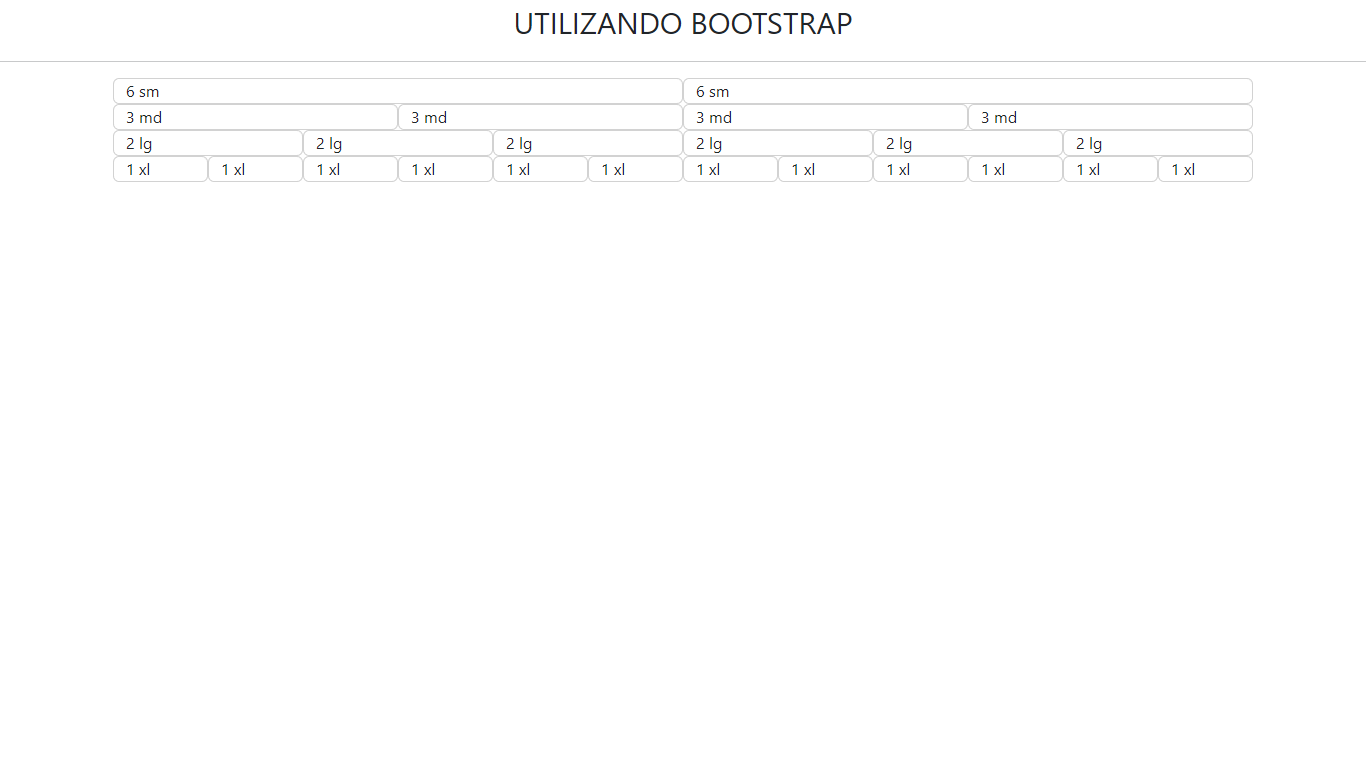 UTILIZANDO BOOTSTRAP
6 sm 6 sm
3 md 3 md 3 md 3 md
2 lg 2 lg 2 lg 2 lg 2 lg 2 lg
1 xl 1 xl 1 xl 1 xl 1 xl 1 xl 1 xl 1 xl 1 xl 1 xl 1 xl 1 xl